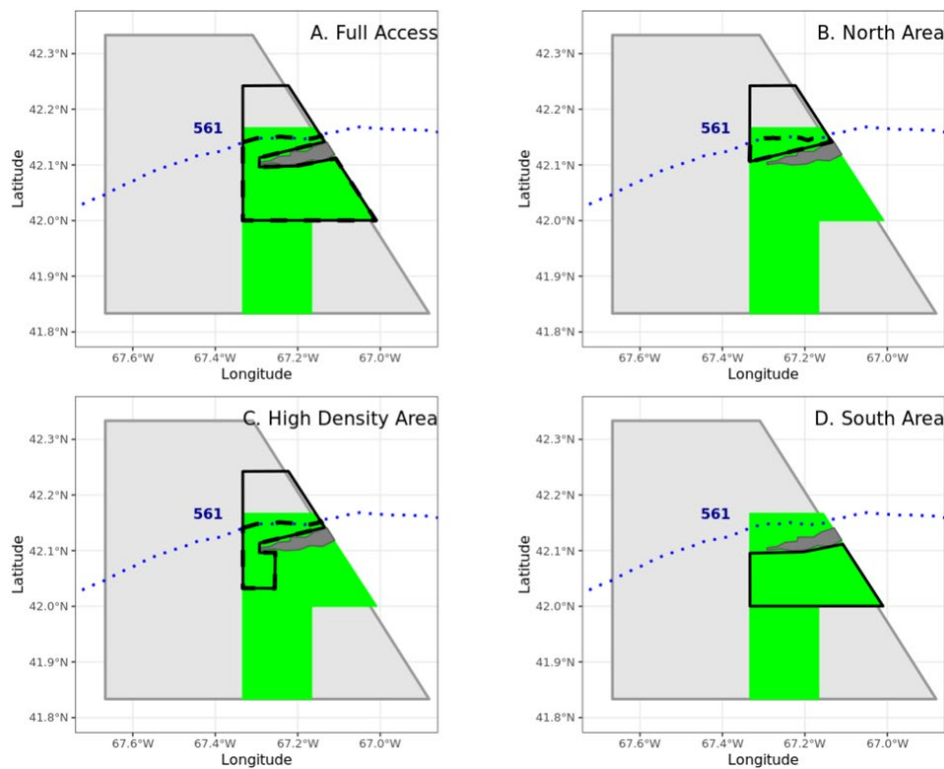 A. Full Access
42.3°N
42.2°N
42.1°N
42.0°N
41.9°N
41.8°N
561
Latitude
67.6°W 67.4°W 67.2°W 67.0°W
Longitude
B. North Area
42.3°N
42.2°N
42.1°N
42.0°N
41.9°N
41.8°N
561
Latitude
67.6°W 67.4°W 67.2°W 67.0°W
Longitude
C. High Density Area
42.3°N
42.2°N
42.1°N
42.0°N
41.9°N
41.8°N
561
Latitude
67.6°W 67.4°W 67.2°W 67.0°W
Longitude
D. South Area
42.3°N
42.2°N
42.1°N
42.0°N
41.9°N
41.8°N
561
Latitude
67.6°W 67.4°W 67.2°W 67.0°W
Longitude